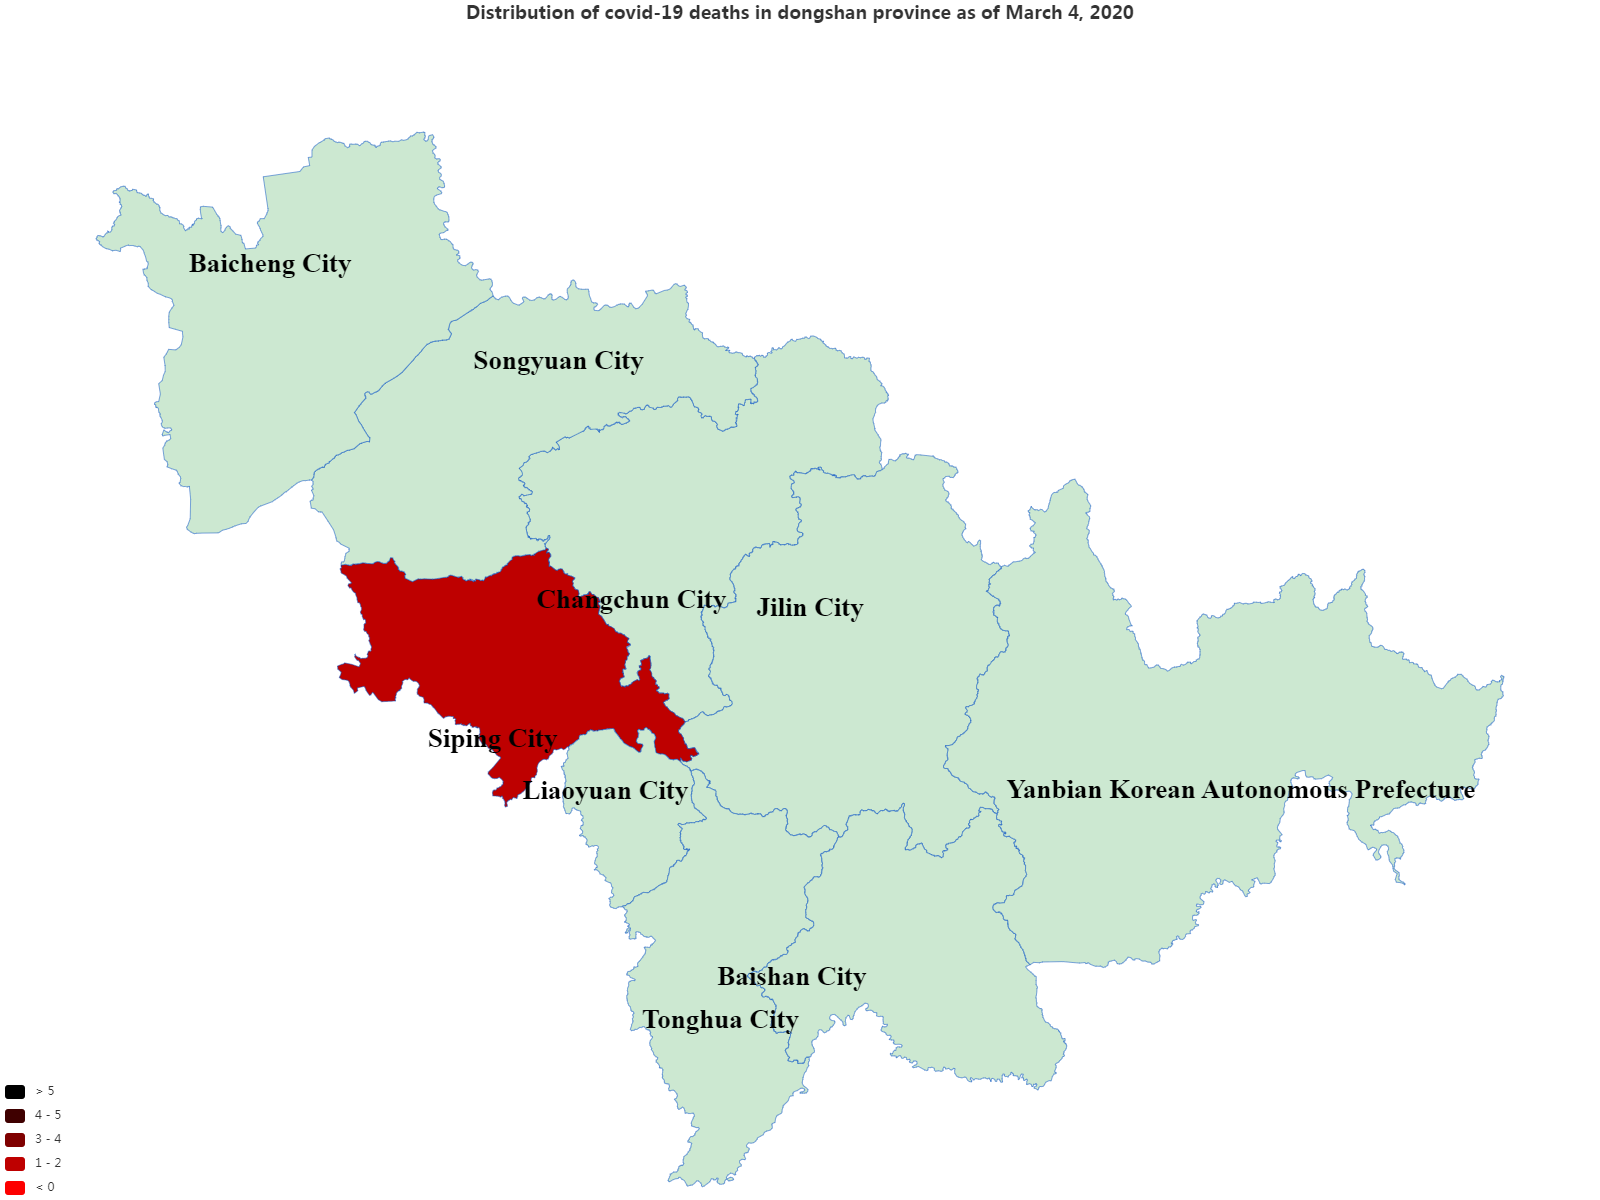 Distribution of covid-19 deaths in dongshan province as of March 4, 2020
Baicheng City
Songyuan City
Changchun City
Jilin City
Siping City
Liaoyuan City
Yanbian Korean Autonomous Prefecture
Baishan City
Tonghua City
> 5
4 - 5
3 - 4
1 - 2
< 0